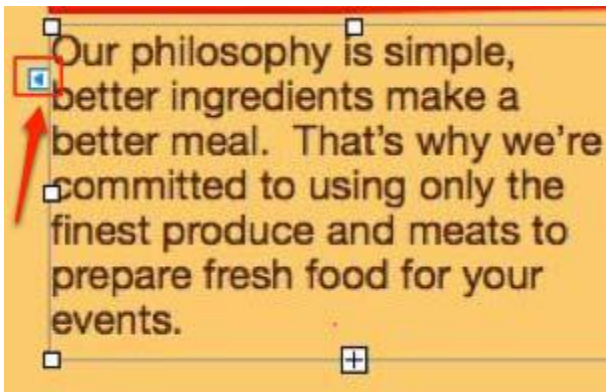 Our philosophy is simple,
better ingredients make a
better meal.  That's why we're
committed to using only the
finest produce and meats to
prepare fresh food for your
events.